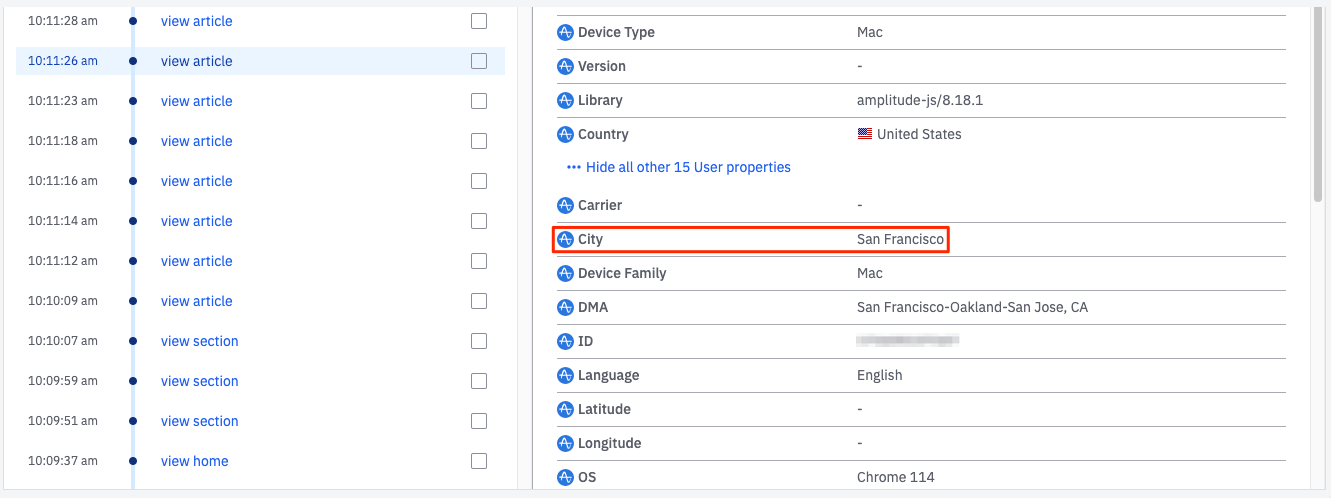 10:11:28 am view article
10:11:26 am view article
10:11:23 am view article
10:11:18 am view article
10:11:16 am view article
10:11:14 am view article
10:11:12 am view article
10:10:09 am view article
10:10:07 am view section
10:09:59 am view section
10:09:51 am view section
10:09:37 am view home
Device Type Mac
Version -
Library amplitude-js/8.18.1
Country United States
••• Hide all other 15 User properties
Carrier -
City San Francisco
Device Family Mac
DMA San Francisco-Oakland-San Jose, CA
ID
Language English
Latitude -
Longitude -
OS Chrome 114